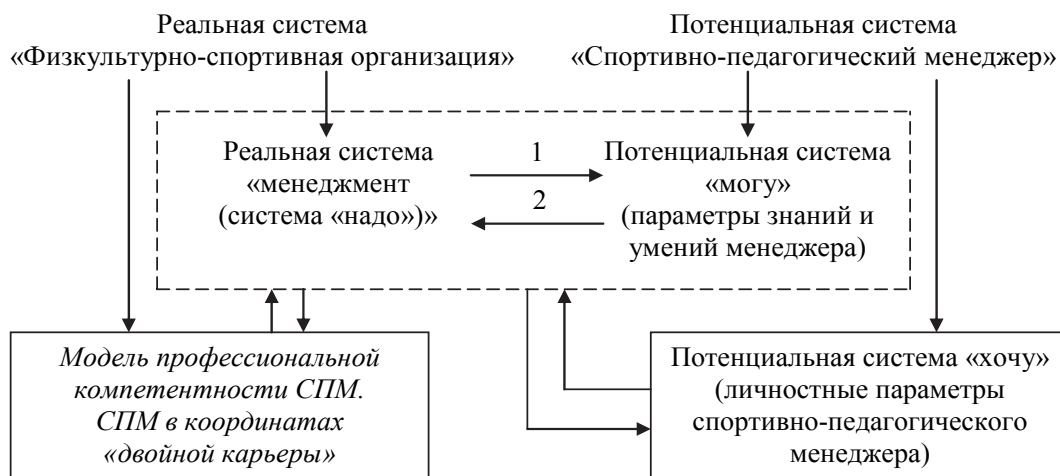 Реальная система
«Физкультурно-спортивная организация»
Потенциальная система
«Спортивно-педагогический менеджер»
Реальная система
«менеджмент
(система «надо»)»
1
2
Потенциальная система
«могу»
(параметры знаний и
умений менеджера)
Модель профессиональной
компетентности СПМ.
СПМ в координатах
«двойной карьеры»
Потенциальная система «хочу»
(личностные параметры
спортивно-педагогического
менеджера)